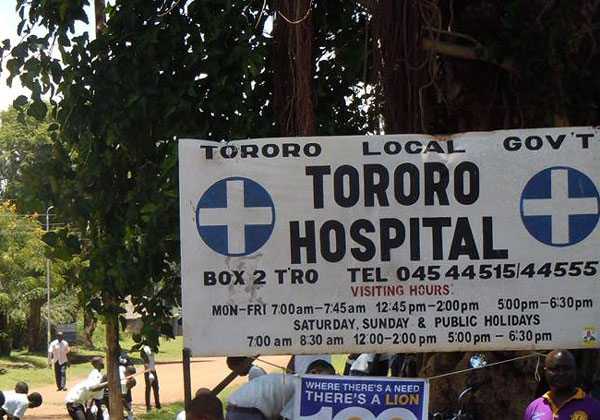 TORORO LOCAL GOV'T
TORORO
HOSPITAL
BOX 2 T'RO TEL 045 44515/44555
VISITING HOURS:
MON-FRI 7:00am-7:45am 12:45pm-2:00pm 5:00pm-6:30pm
SATURDAY, SUNDAY & PUBLIC HOLIDAYS
7:00 am 8:30 am 12:00-2:00 pm 5:00 pm - 6:30 pm
WHERE THERE'S A NEED
THERE'S A LION
100